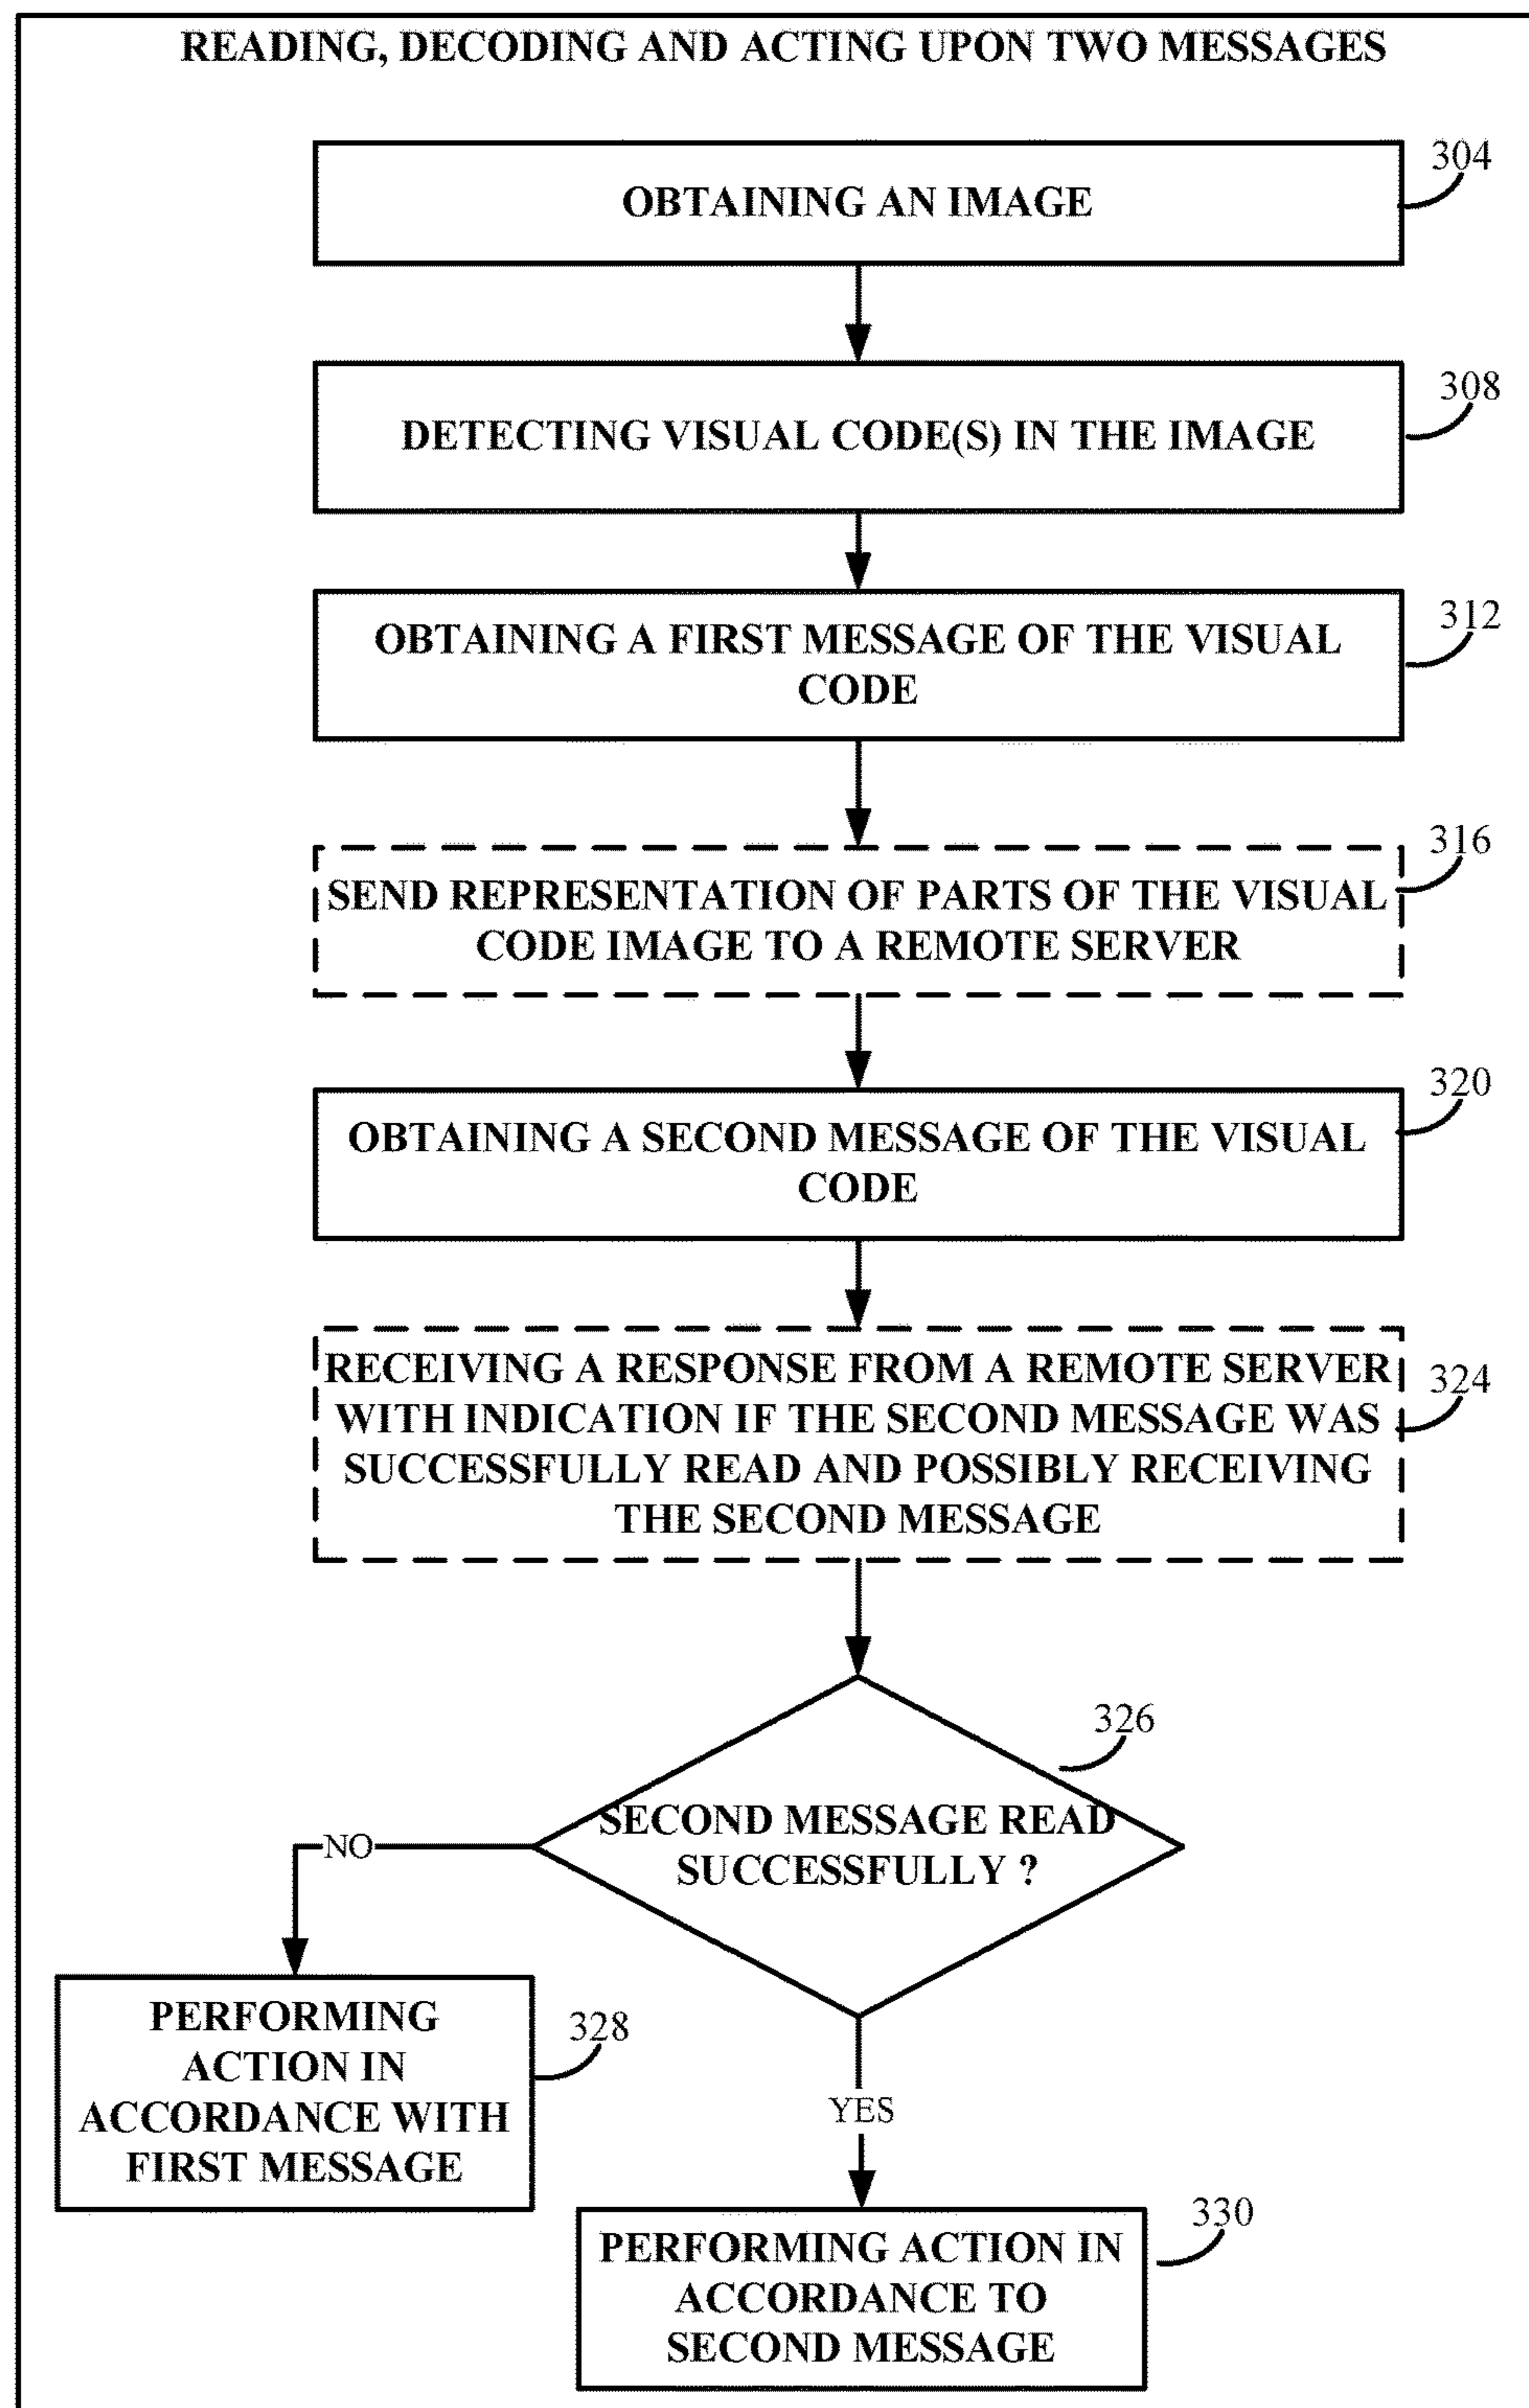 READING, DECODING AND ACTING UPON TWO MESSAGES
304
OBTAINING AN IMAGE
308
DETECTING VISUAL CODE(S) IN THE IMAGE
312
OBTAINING A FIRST MESSAGE OF THE VISUAL
CODE
316
SEND REPRESENTATION OF PARTS OF THE VISUAL
CODE IMAGE TO A REMOTE SERVER
320
OBTAINING A SECOND MESSAGE OF THE VISUAL
CODE
324
RECEIVING A RESPONSE FROM A REMOTE SERVER
WITH INDICATION IF THE SECOND MESSAGE WAS
SUCCESSFULLY READ AND POSSIBLY RECEIVING
THE SECOND MESSAGE
326
SECOND MESSAGE READ
SUCCESSFULLY ?
NO
328
PERFORMING
ACTION IN
ACCORDANCE WITH
FIRST MESSAGE
YES
330
PERFORMING ACTION IN
ACCORDANCE TO
SECOND MESSAGE